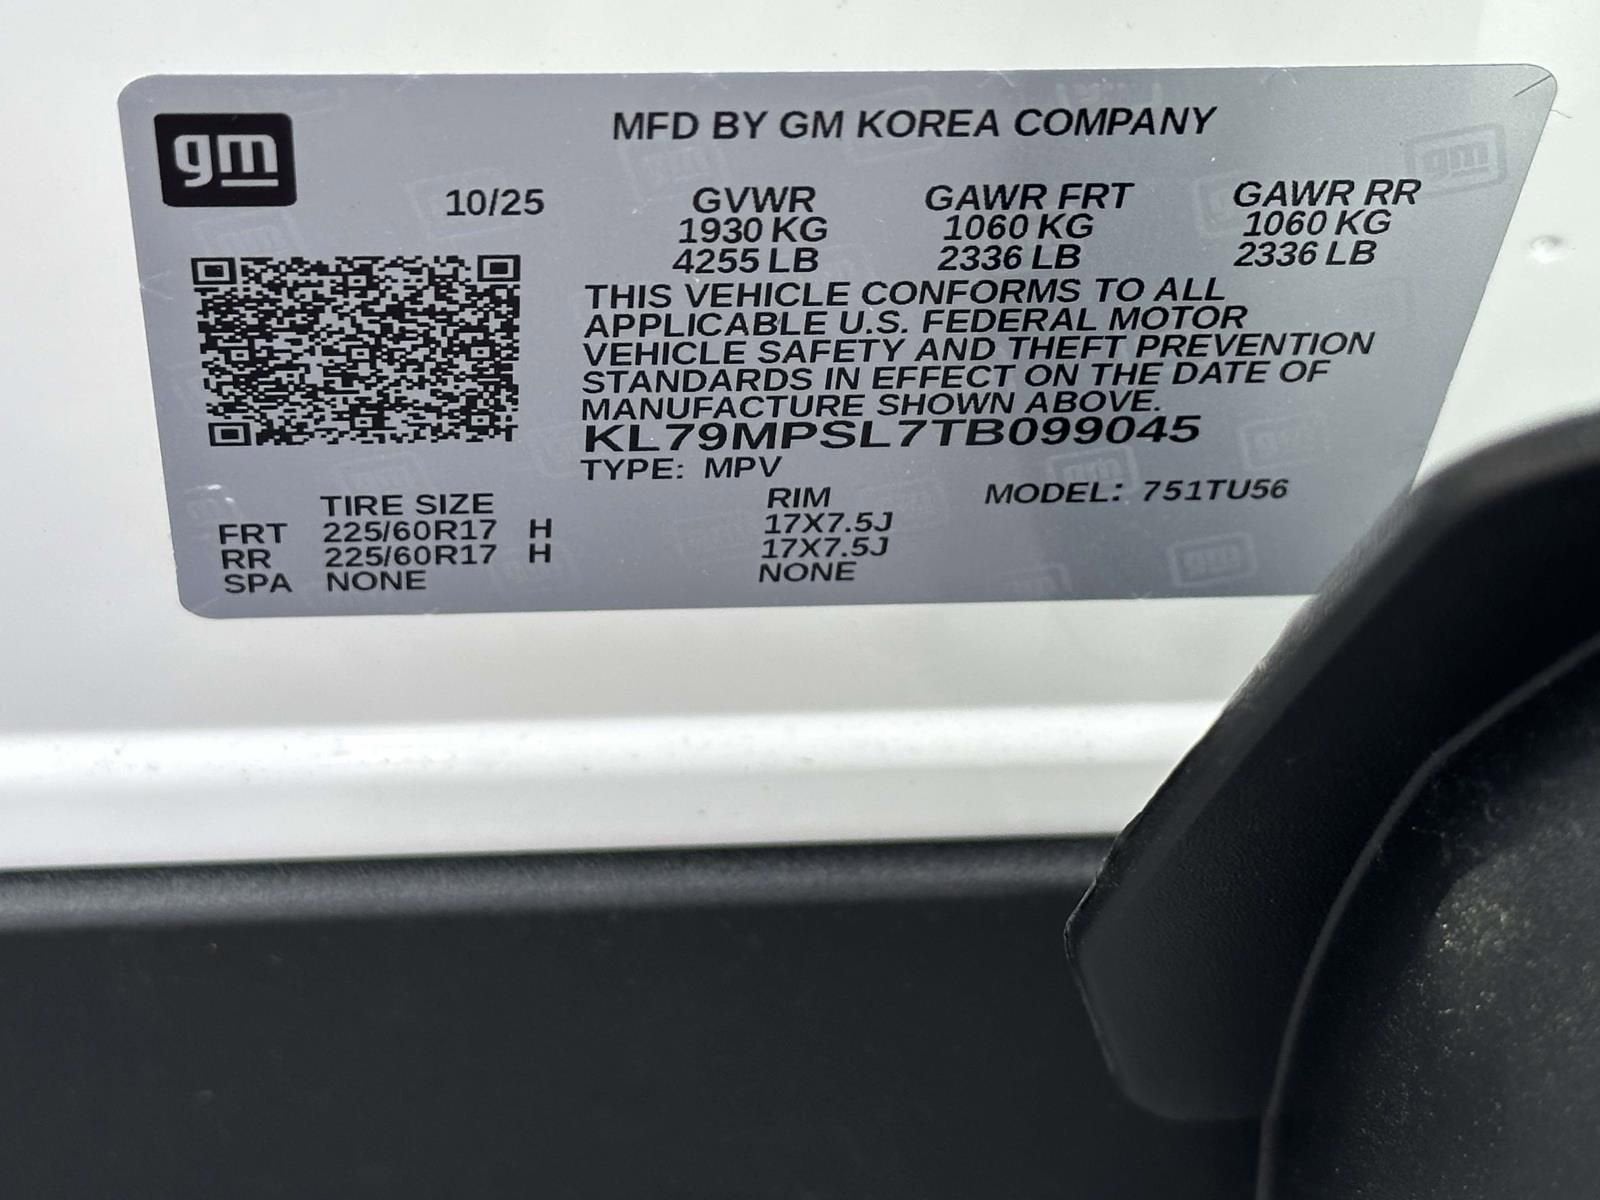 gm
MFD BY GM KOREA COMPANY
10/25
GVWR GAWR FRT GAWR RR
1930 KG 1060 KG 1060 KG
4255 LB 2336 LB 2336 LB
THIS VEHICLE CONFORMS TO ALL
APPLICABLE U.S. FEDERAL MOTOR
VEHICLE SAFETY AND THEFT PREVENTION
STANDARDS IN EFFECT ON THE DATE OF
MANUFACTURE SHOWN ABOVE.
KL79MPSL7TB099045
TYPE: MPV
MODEL: 751TU56
TIRE SIZE RIM
FRT 225/60R17 H 17X7.5J
RR 225/60R17 H 17X7.5J
SPA NONE NONE